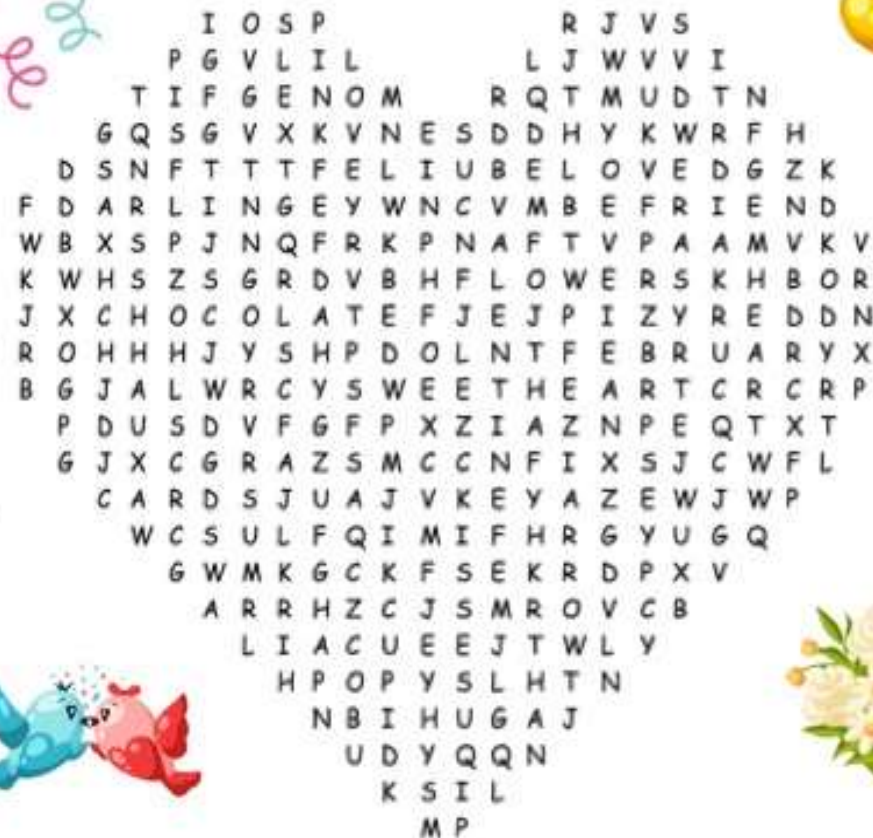 I O S P R J V S
P G V L I L L J W V V I
T I F G E N O M R Q T M U D T N
G Q S G V X K V N E S D D H Y K W R F H
D S N F T T T F E L I U B E L O V E D G Z K
F D A R L I N G E Y W N C V M B E F R I E N D
W B X S P J N Q F R K P N A F T V P A A M V K V
K W H S Z S G R D V B H F L O W E R S K H B O R
J X C H O C O L A T E F J E J P I Z Y R E D D N
R O H H H J Y S H P D O L N T F E B R U A R Y X
B G J A L W R C Y S W E E T H E A R T C R C R P
P D U S D V F G F P X Z I A Z N P E Q T X T
G J X C G R A Z S M C C N F I X S J C W F L
C A R D S J U A J V K E Y A Z E W J W P
W C S U L F Q I M I F H R G Y U G Q
G W M K G C K F S E K R D P X V
A R R H Z C J S M R O V C B
L I A C U E E J T W L Y
H P O P Y S L H T N
N B I H U G A J
U D Y Q Q N
K S I L
M P